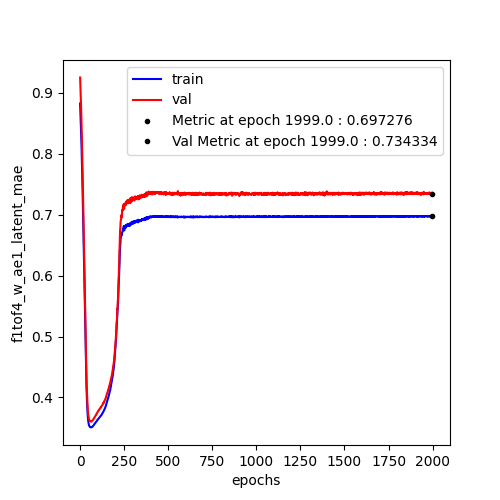 train
val
Metric at epoch 1999.0 : 0.697276
Val Metric at epoch 1999.0 : 0.734334
f1tof4_w_ae1_latent_mae
0.9
0.8
0.7
0.6
0.5
0.4
0 250 500 750 1000 1250 1500 1750 2000
epochs